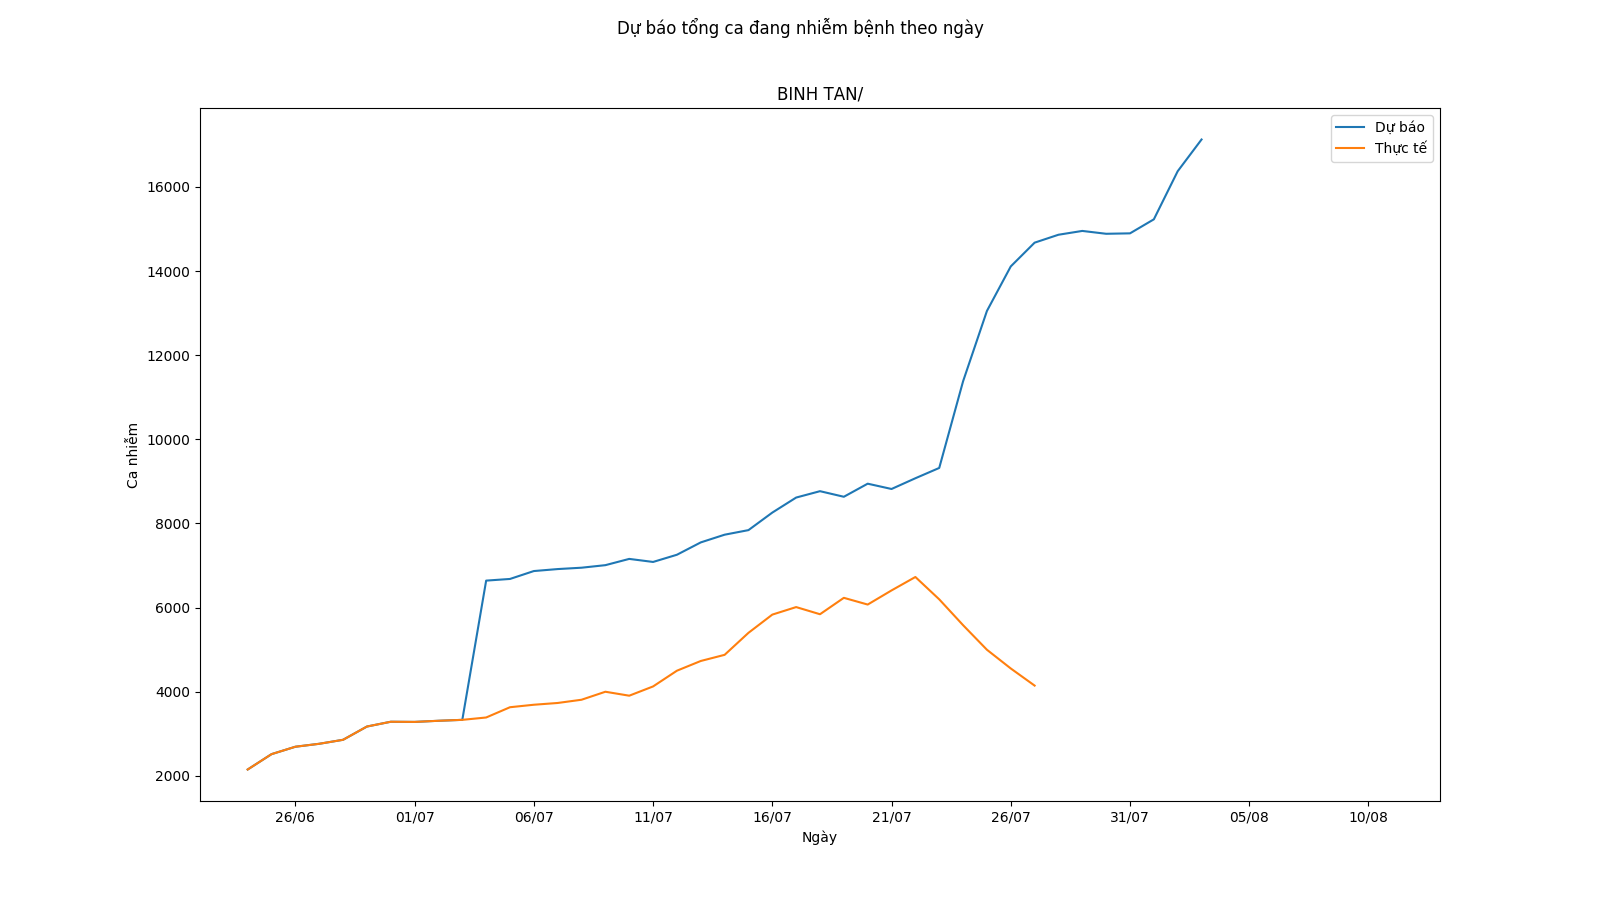 Dự báo tổng ca đang nhiễm bệnh theo ngày
BINH TAN/
Dự báo
Thực tế
16000
14000
12000
10000
8000
6000
4000
2000
Ca nhiễm
26/06 01/07 06/07 11/07 16/07 21/07 26/07 31/07 05/08 10/08
Ngày